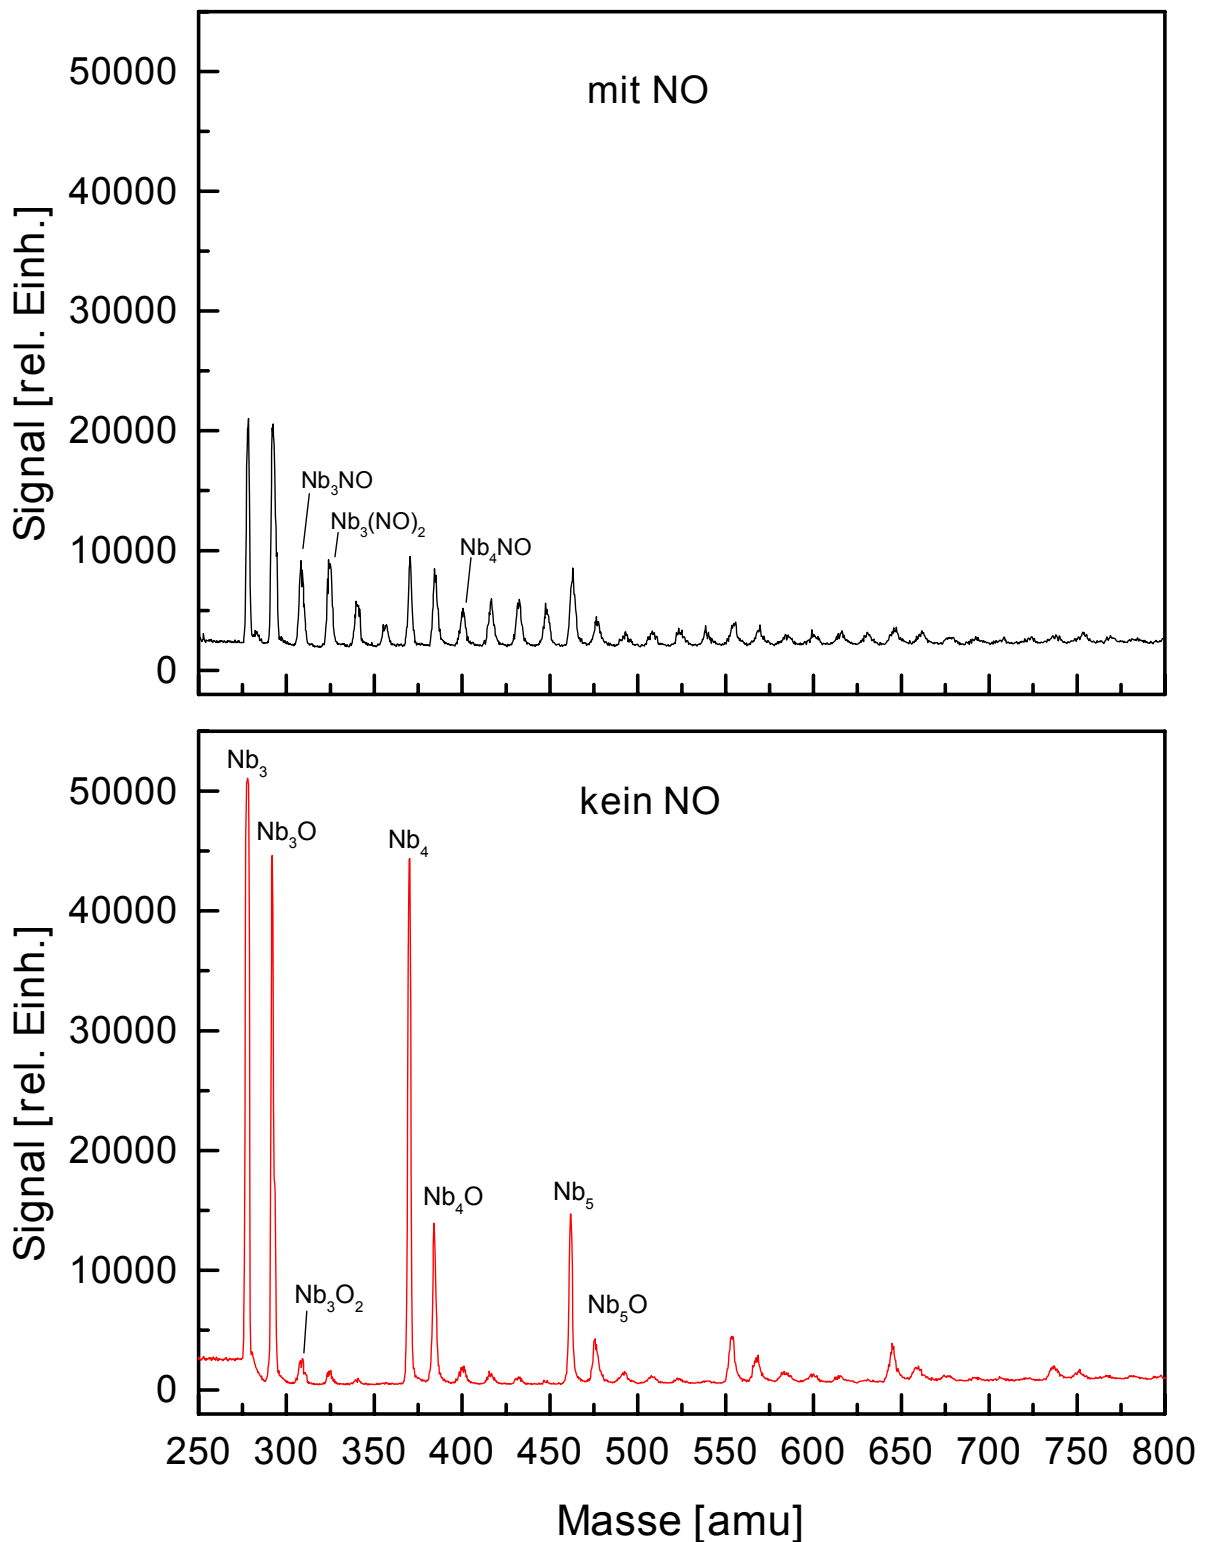 mit NO
Signal [rel. Einh.]
50000
40000
30000
20000
10000
0
Nb₃NO
Nb₃(NO)₂
Nb₄NO
kein NO
Signal [rel. Einh.]
50000
40000
30000
20000
10000
0
Nb₃
Nb₃O
Nb₄
Nb₄O
Nb₅
Nb₃O₂
Nb₅O
250 300 350 400 450 500 550 600 650 700 750 800
Masse [amu]